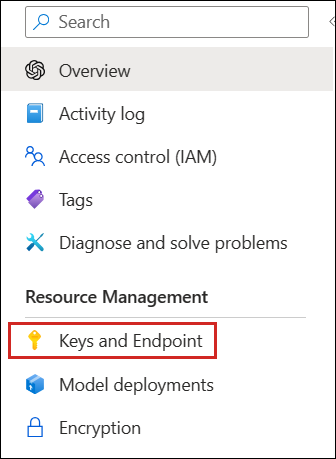 Search
Overview
Activity log
Access control (IAM)
Tags
Diagnose and solve problems
Resource Management
Keys and Endpoint
Model deployments
Encryption